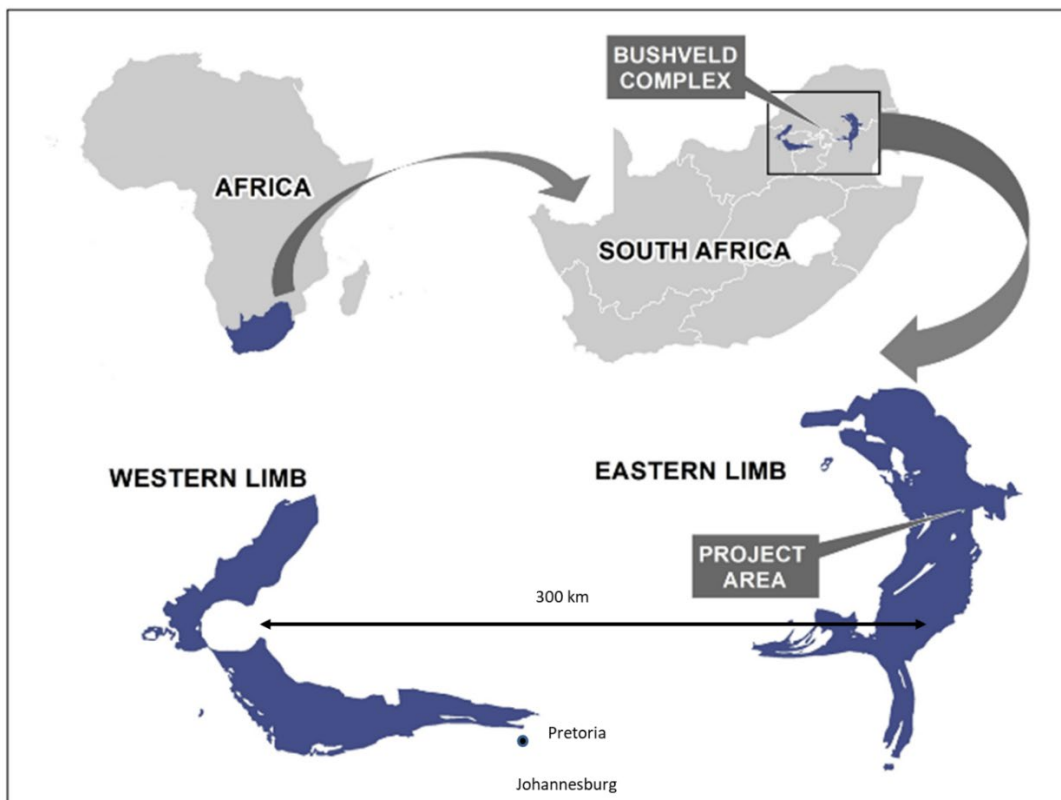 BUSHVELD
COMPLEX
AFRICA
SOUTH AFRICA
WESTERN LIMB
EASTERN LIMB
PROJECT
AREA
300 km
Pretoria
Johannesburg